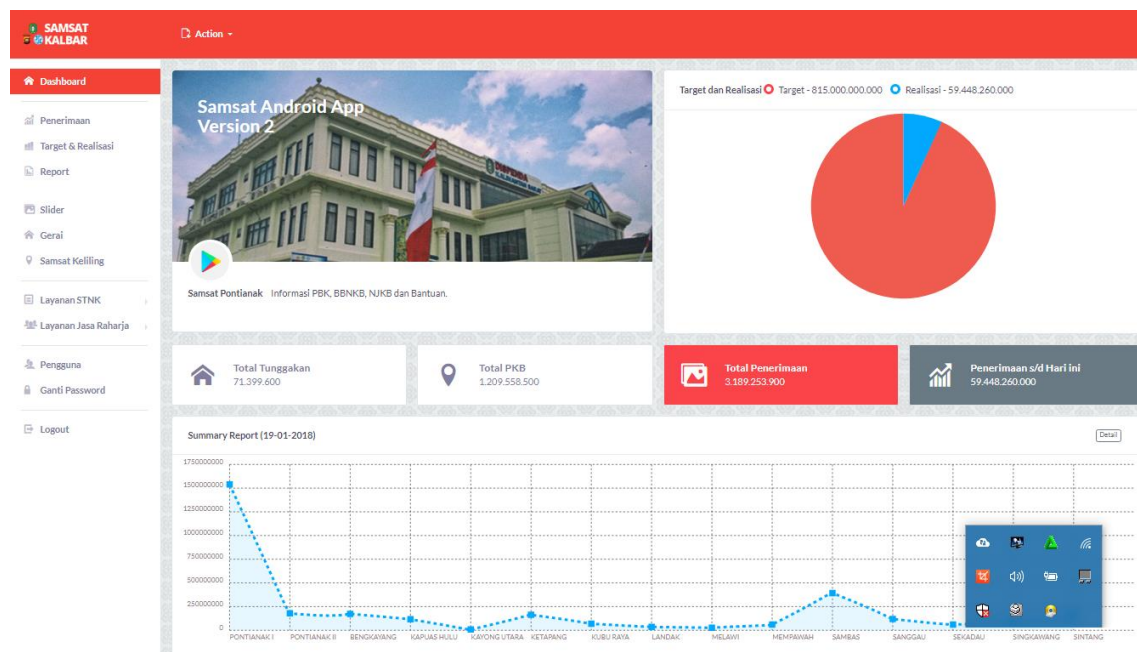 SAMSAT
KALBAR
Action
Dashboard
Penerimaan
Target & Realisasi
Report
Slider
Gerai
Samsat Keliling
Layanan STNK
Layanan Jasa Raharja
Pengguna
Ganti Password
Logout
Samsat Android App
Version 2
DISPENDA
KALIMANTAN BARAT
Samsat Pontianak Informasi PBK, BBNKB, NJKB dan Bantuan.
Target dan Realisasi Target - 815.000.000.000 Realisasi - 59.448.260.000
Total Tunggakan
71.399.600
Total PKB
1.209.558.500
Total Penerimaan
3.189.253.900
Penerimaan s/d Hari ini
59.448.260.000
Summary Report (19-01-2018)
Detail
1750000000
1500000000
1250000000
1000000000
750000000
500000000
250000000
0
PONTIANAK I PONTIANAK II BENGKAYANG KAPUAS HULU KAYONG UTARA KETAPANG KUBU RAYA LANDAK MELAWI MEMPAWAH SAMBAS SANGGAU SEKADAU SINGKAWANG SINTANG